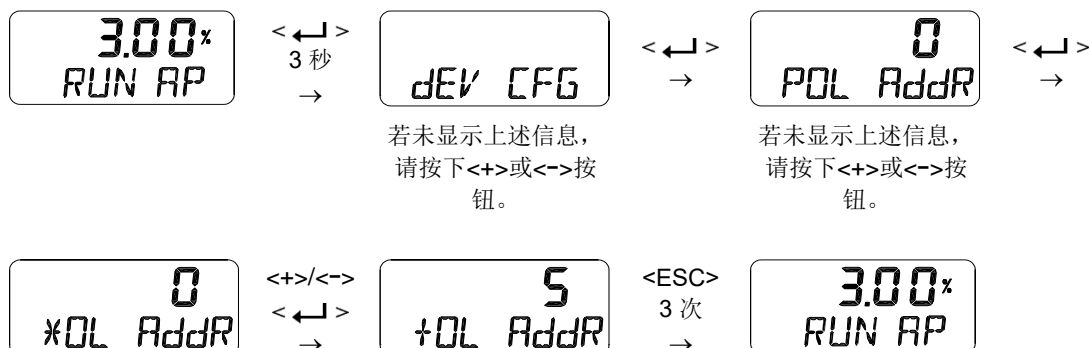 3.00%
RUN AP
<↵>
3 秒
→
dEV CFG
若未显示上述信息，
请按下<+>或<->按
钮。
<↵>
→
0
POL AddR
若未显示上述信息，
请按下<+>或<->按
钮。
<↵>
→
0
*OL AddR
<+>/<->
<↵>
→
5
+OL AddR
<ESC>
3 次
→
3.00%
RUN AP